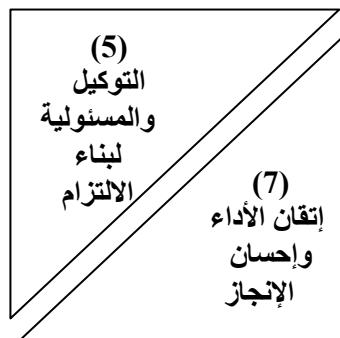 (5)
التوكيل
والمسئولية
لبناء
الالتزام
(7)
إتقان الأداء
وإحسان
الإنجاز